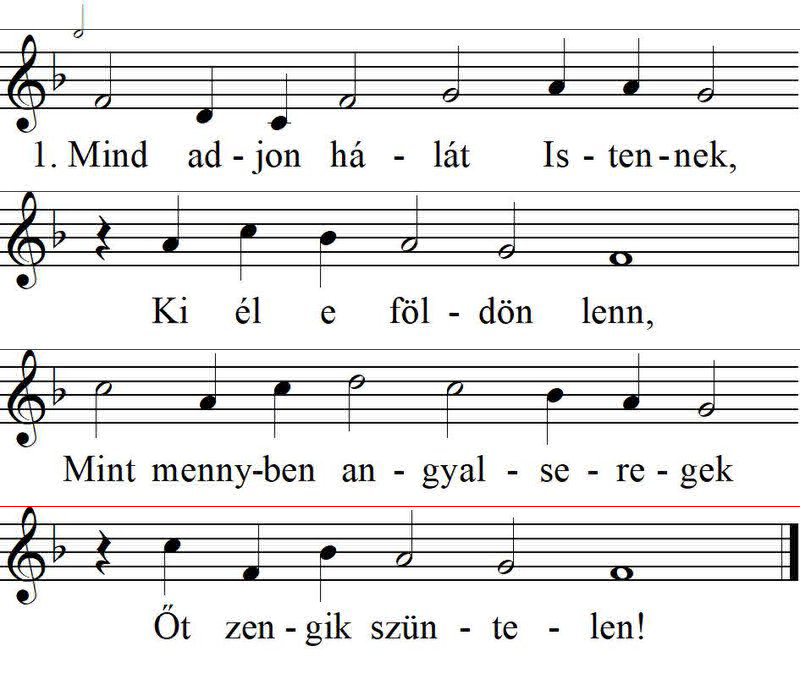 1. Mind ad - jon há - lát Is - ten - nek,
Ki él e föl - dön lenn,
Mint menny-ben an - gyal - se - re - gek
Őt zen - gik szün - te - len!